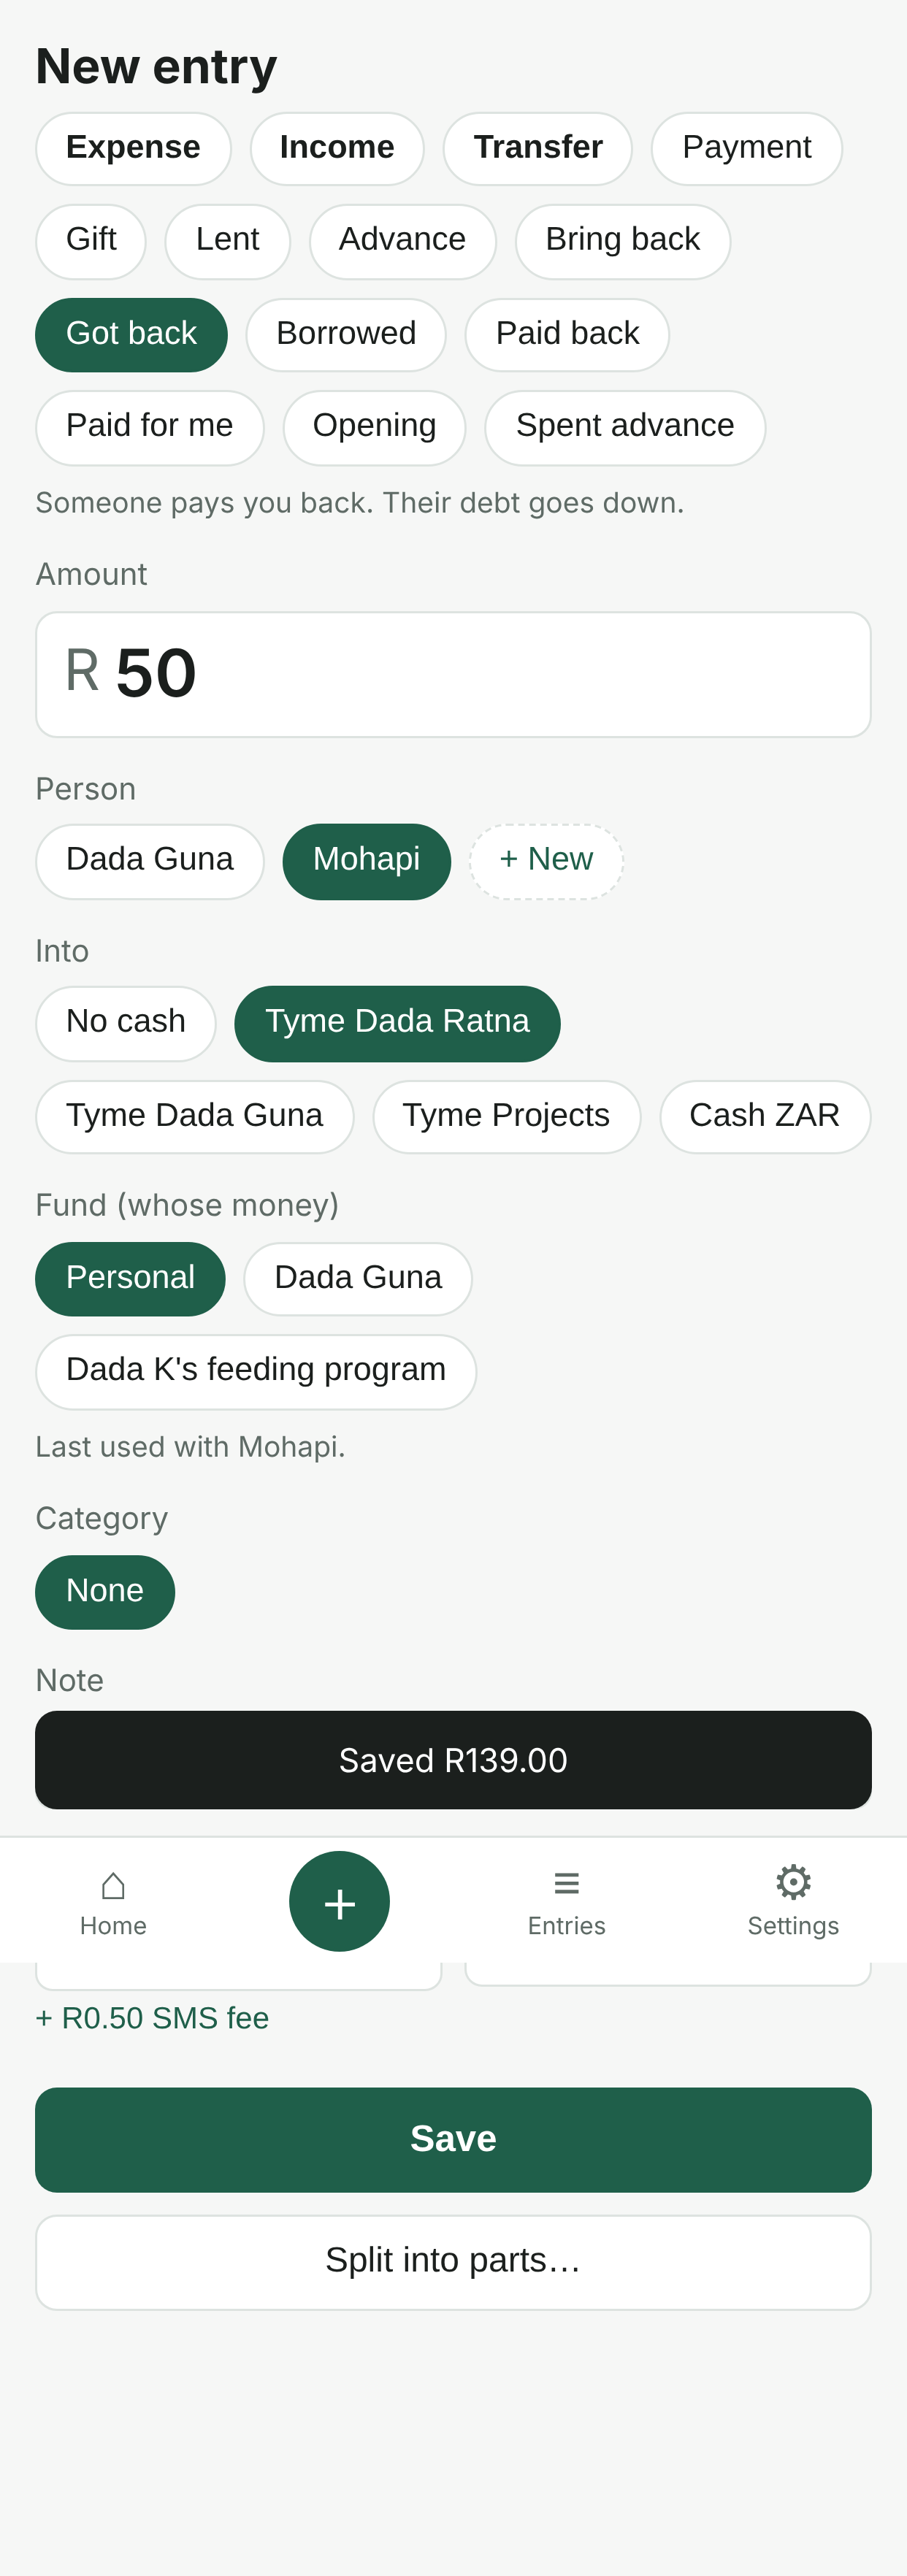 New entry
Expense Income Transfer Payment
Gift Lent Advance Bring back
Got back Borrowed Paid back
Paid for me Opening Spent advance
Someone pays you back. Their debt goes down.
Amount
R 50
Person
Dada Guna Mohapi + New
Into
No cash Tyme Dada Ratna
Tyme Dada Guna Tyme Projects Cash ZAR
Fund (whose money)
Personal Dada Guna
Dada K's feeding program
Last used with Mohapi.
Category
None
Note
Saved R139.00
Home + Entries Settings
+ R0.50 SMS fee
Save
Split into parts…